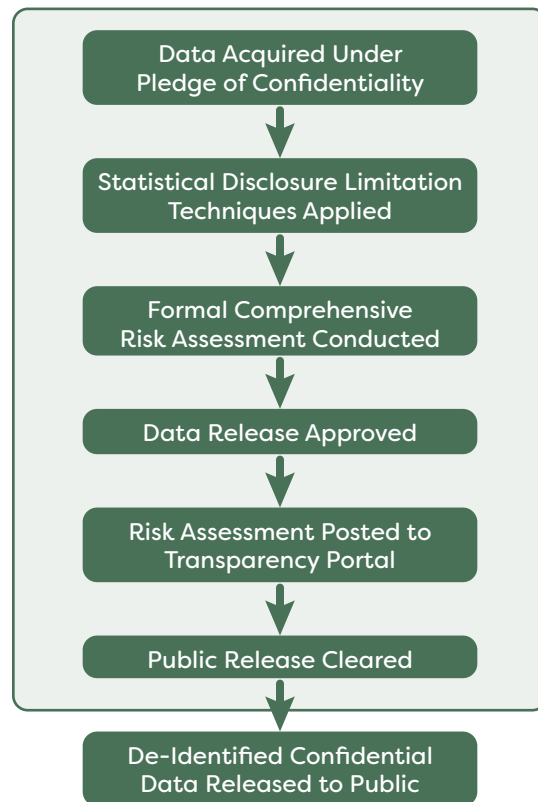 Data Acquired Under
Pledge of Confidentiality
Statistical Disclosure Limitation
Techniques Applied
Formal Comprehensive
Risk Assessment Conducted
Data Release Approved
Risk Assessment Posted to
Transparency Portal
Public Release Cleared
De-Identified Confidential
Data Released to Public